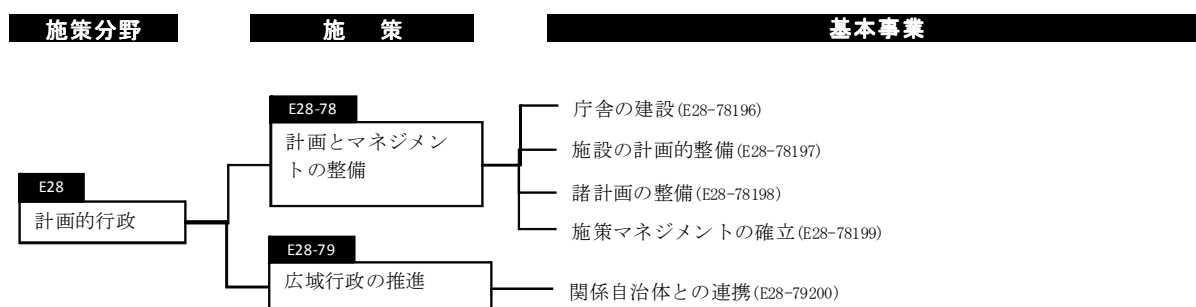 施策分野
施　策
基本事業
E28
計画的行政
E28-78
計画とマネジメン
トの整備
庁舎の建設(E28-78196)
施設の計画的整備(E28-78197)
諸計画の整備(E28-78198)
施策マネジメントの確立(E28-78199)
E28-79
広域行政の推進
関係自治体との連携(E28-79200)